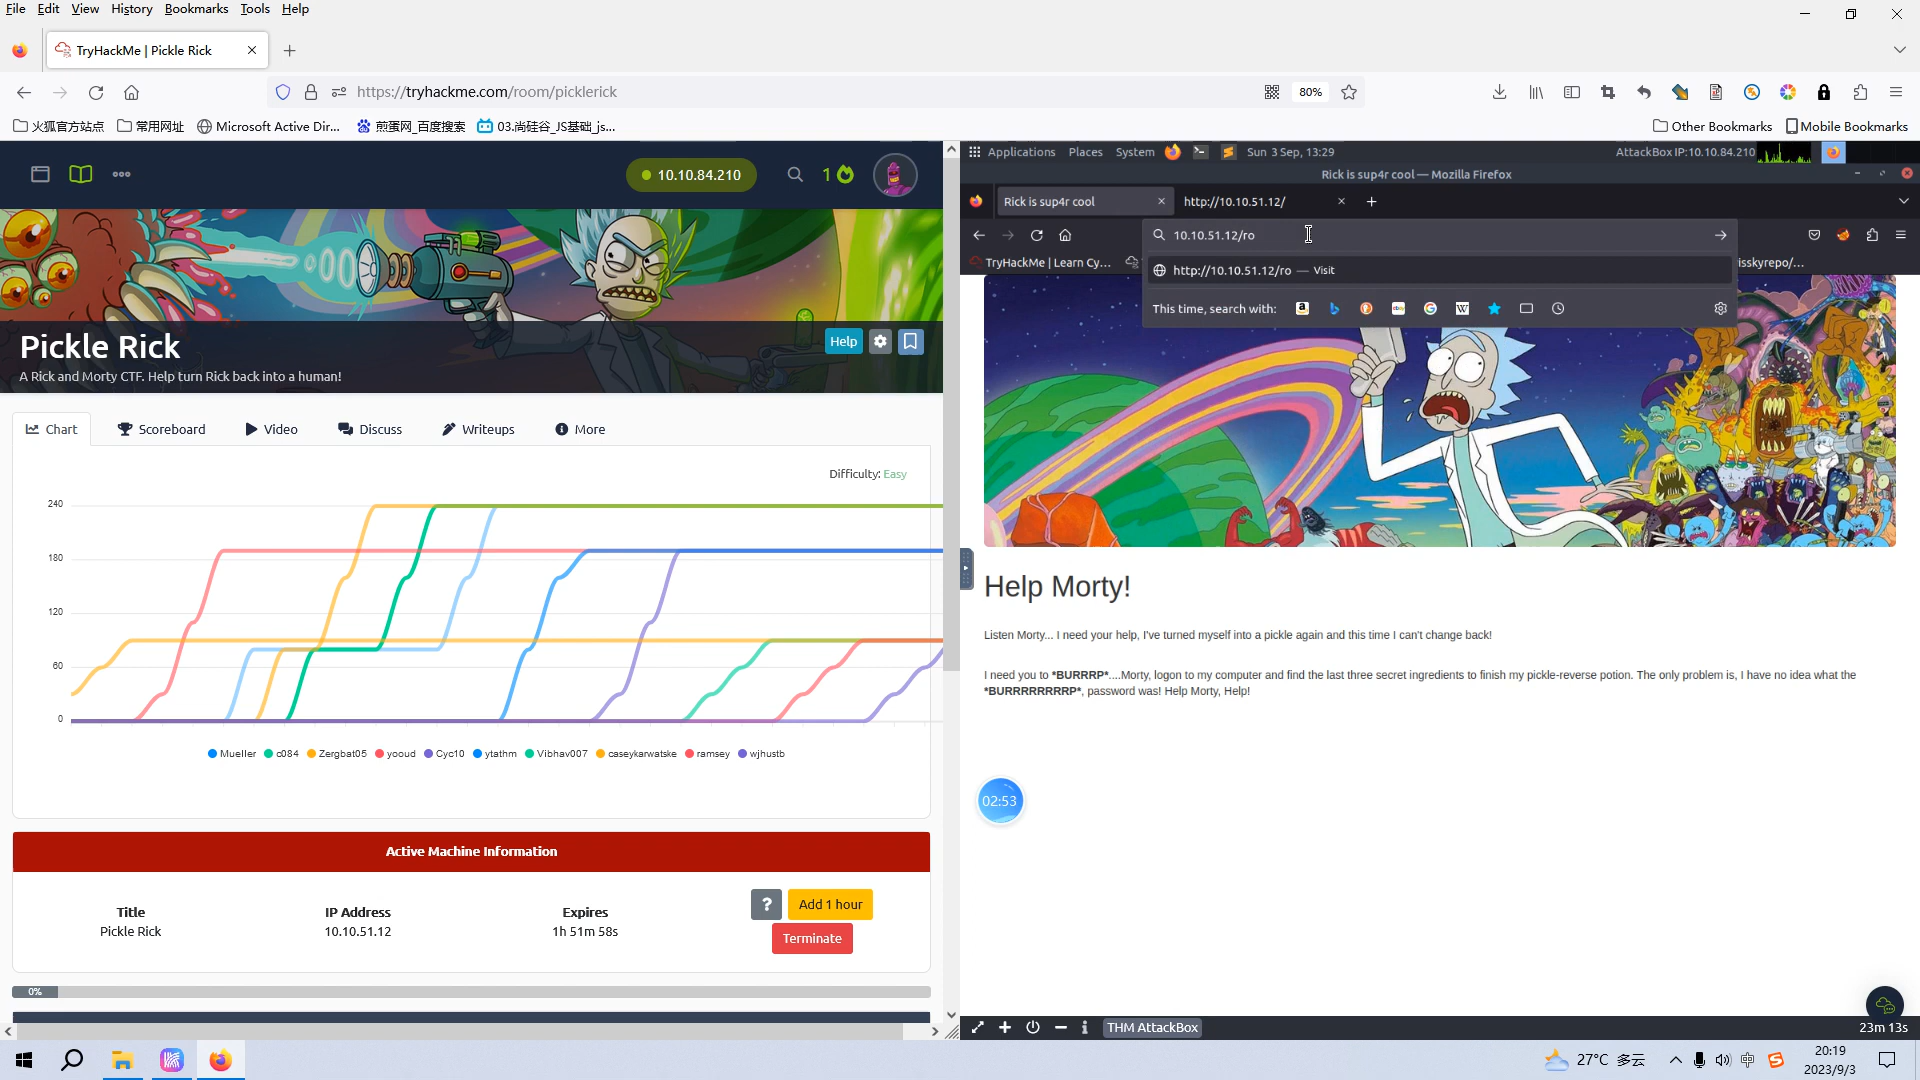 File Edit View History Bookmarks Tools Help
TryHackMe | Pickle Rick
https://tryhackme.com/room/picklerick
80%
火狐官方站点 常用网址 Microsoft Active Dir... 煎蛋网_百度搜索 03.尚硅谷_JS基础_js...
Other Bookmarks Mobile Bookmarks
10.10.84.210
1
Pickle Rick
A Rick and Morty CTF. Help turn Rick back into a human!
Help
Chart Scoreboard Video Discuss Writeups More
Difficulty: Easy
240
180
120
60
0
Mueller c084 Zergbat05 yooud Cyc10 ytathm Vibhav007 caseykarwatske ramsey wjhustb
Active Machine Information
Title IP Address Expires
Pickle Rick 10.10.51.12 1h 51m 58s
? Add 1 hour
Terminate
0%
Applications Places System Sun 3 Sep, 13:29 AttackBox IP:10.10.84.210
Rick is sup4r cool — Mozilla Firefox
Rick is sup4r cool http://10.10.51.12/
10.10.51.12/ro
TryHackMe | Learn Cy... isskyrepo/...
http://10.10.51.12/ro — Visit
This time, search with:
Help Morty!
Listen Morty... I need your help, I've turned myself into a pickle again and this time I can't change back!
I need you to *BURRRP*....Morty, logon to my computer and find the last three secret ingredients to finish my pickle-reverse potion. The only problem is, I have no idea what the
*BURRRRRRRRP*, password was! Help Morty, Help!
02:53
THM AttackBox 23m 13s
27°C 多云 中 20:19
2023/9/3